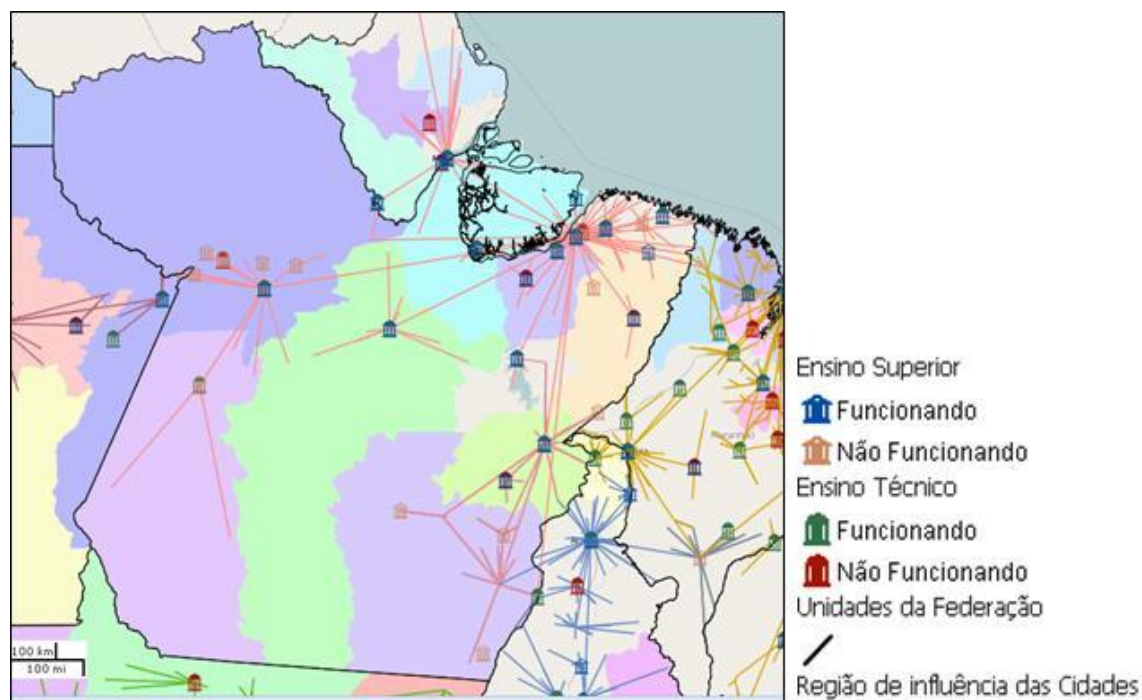 100 km
100 mi
Ensino Superior
Funcionando
Não Funcionando
Ensino Técnico
Funcionando
Não Funcionando
Unidades da Federação
Região de influência das Cidades